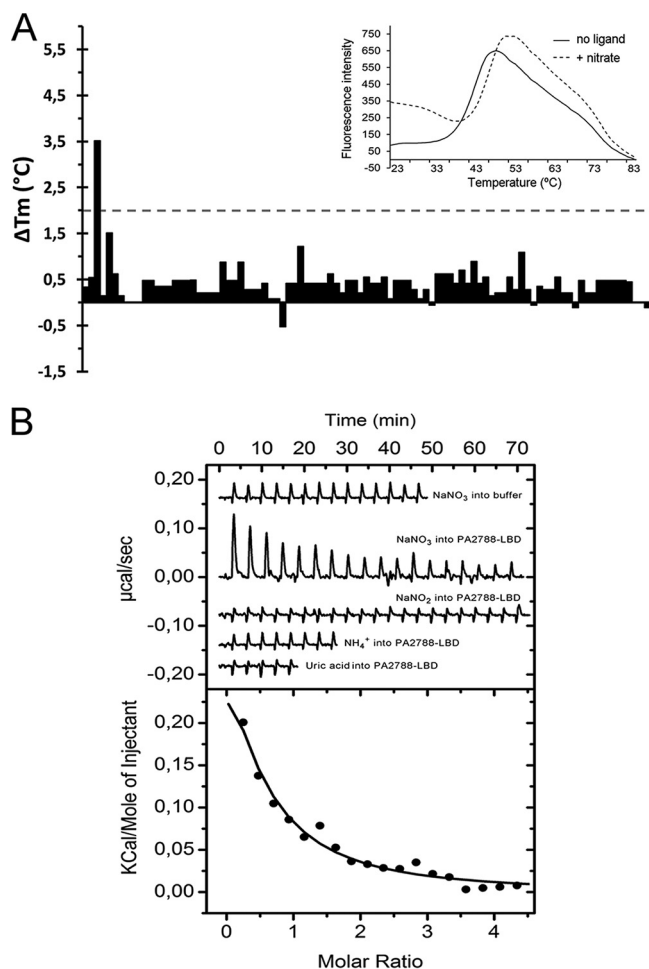 A
5,5
4,5
3,5
2,5
1,5
0,5
-0,5
-1,5
ΔTm (°C)
750
650
550
450
350
250
150
50
-50
Fluorescence intensity
no ligand
+ nitrate
23 33 43 53 63 73 83
Temperature (ºC)
B
Time (min)
0 10 20 30 40 50 60 70
0,20
0,10
0,00
-0,10
-0,20
µcal/sec
NaNO3 into buffer
NaNO3 into PA2788-LBD
NaNO2 into PA2788-LBD
NH4+ into PA2788-LBD
Uric acid into PA2788-LBD
0,20
0,15
0,10
0,05
0,00
KCal/Mole of Injectant
0 1 2 3 4
Molar Ratio